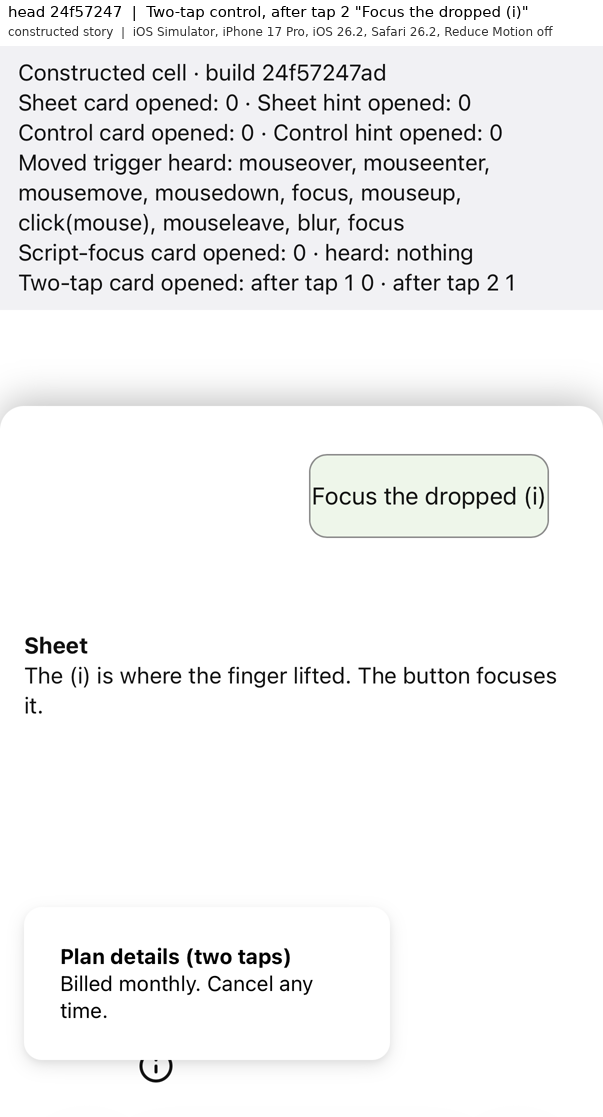 head 24f57247  |  Two-tap control, after tap 2 "Focus the dropped (i)"
constructed story  |  iOS Simulator, iPhone 17 Pro, iOS 26.2, Safari 26.2, Reduce Motion off
Constructed cell · build 24f57247ad
Sheet card opened: 0 · Sheet hint opened: 0
Control card opened: 0 · Control hint opened: 0
Moved trigger heard: mouseover, mouseenter,
mousemove, mousedown, focus, mouseup,
click(mouse), mouseleave, blur, focus
Script-focus card opened: 0 · heard: nothing
Two-tap card opened: after tap 1 0 · after tap 2 1
Focus the dropped (i)
Sheet
The (i) is where the finger lifted. The button focuses
it.
Plan details (two taps)
Billed monthly. Cancel any
time.